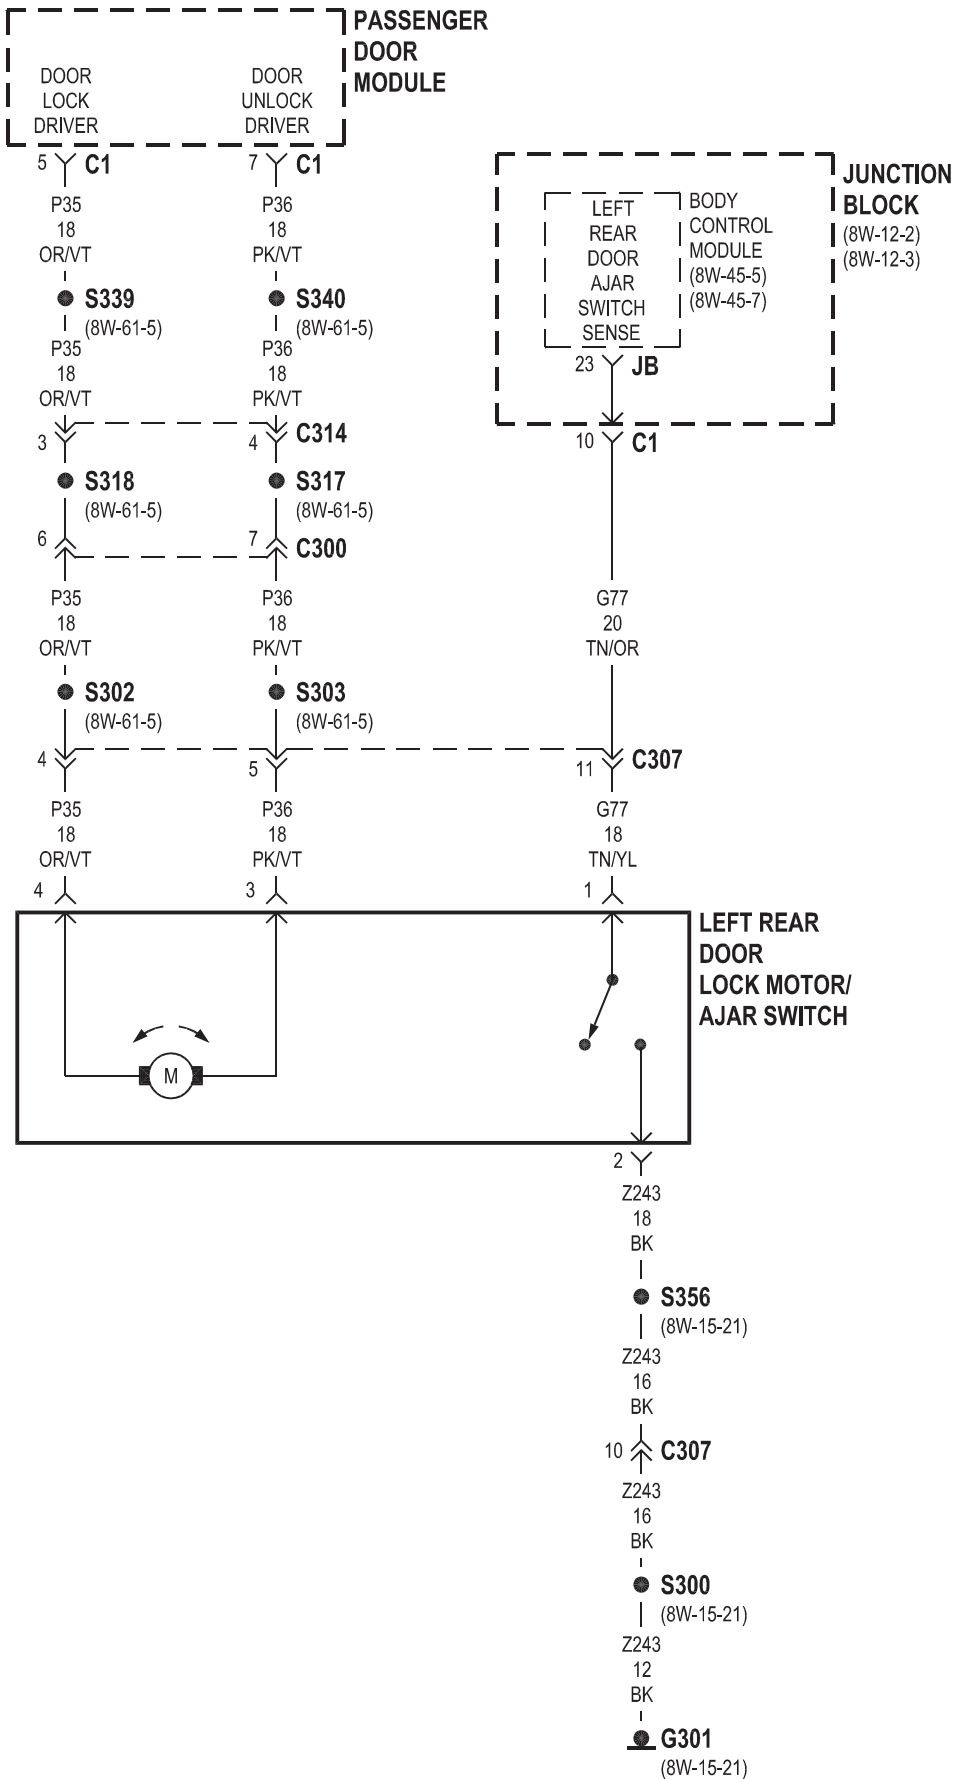 PASSENGER
DOOR
MODULE
DOOR
LOCK
DRIVER
DOOR
UNLOCK
DRIVER
5 C1
7 C1
P35
18
OR/VT
P36
18
PK/VT
S339
(8W-61-5)
S340
(8W-61-5)
P35
18
OR/VT
P36
18
PK/VT
3
4 C314
S318
(8W-61-5)
S317
(8W-61-5)
6
7 C300
P35
18
OR/VT
P36
18
PK/VT
S302
(8W-61-5)
S303
(8W-61-5)
JUNCTION
BLOCK
(8W-12-2)
(8W-12-3)
LEFT
REAR
DOOR
AJAR
SWITCH
SENSE
BODY
CONTROL
MODULE
(8W-45-5)
(8W-45-7)
23 JB
10 C1
G77
20
TN/OR
4
5
11 C307
P35
18
OR/VT
P36
18
PK/VT
G77
18
TN/YL
4
3
1
LEFT REAR
DOOR
LOCK MOTOR/
AJAR SWITCH
M
2
Z243
18
BK
S356
(8W-15-21)
Z243
16
BK
10 C307
Z243
16
BK
S300
(8W-15-21)
Z243
12
BK
G301
(8W-15-21)